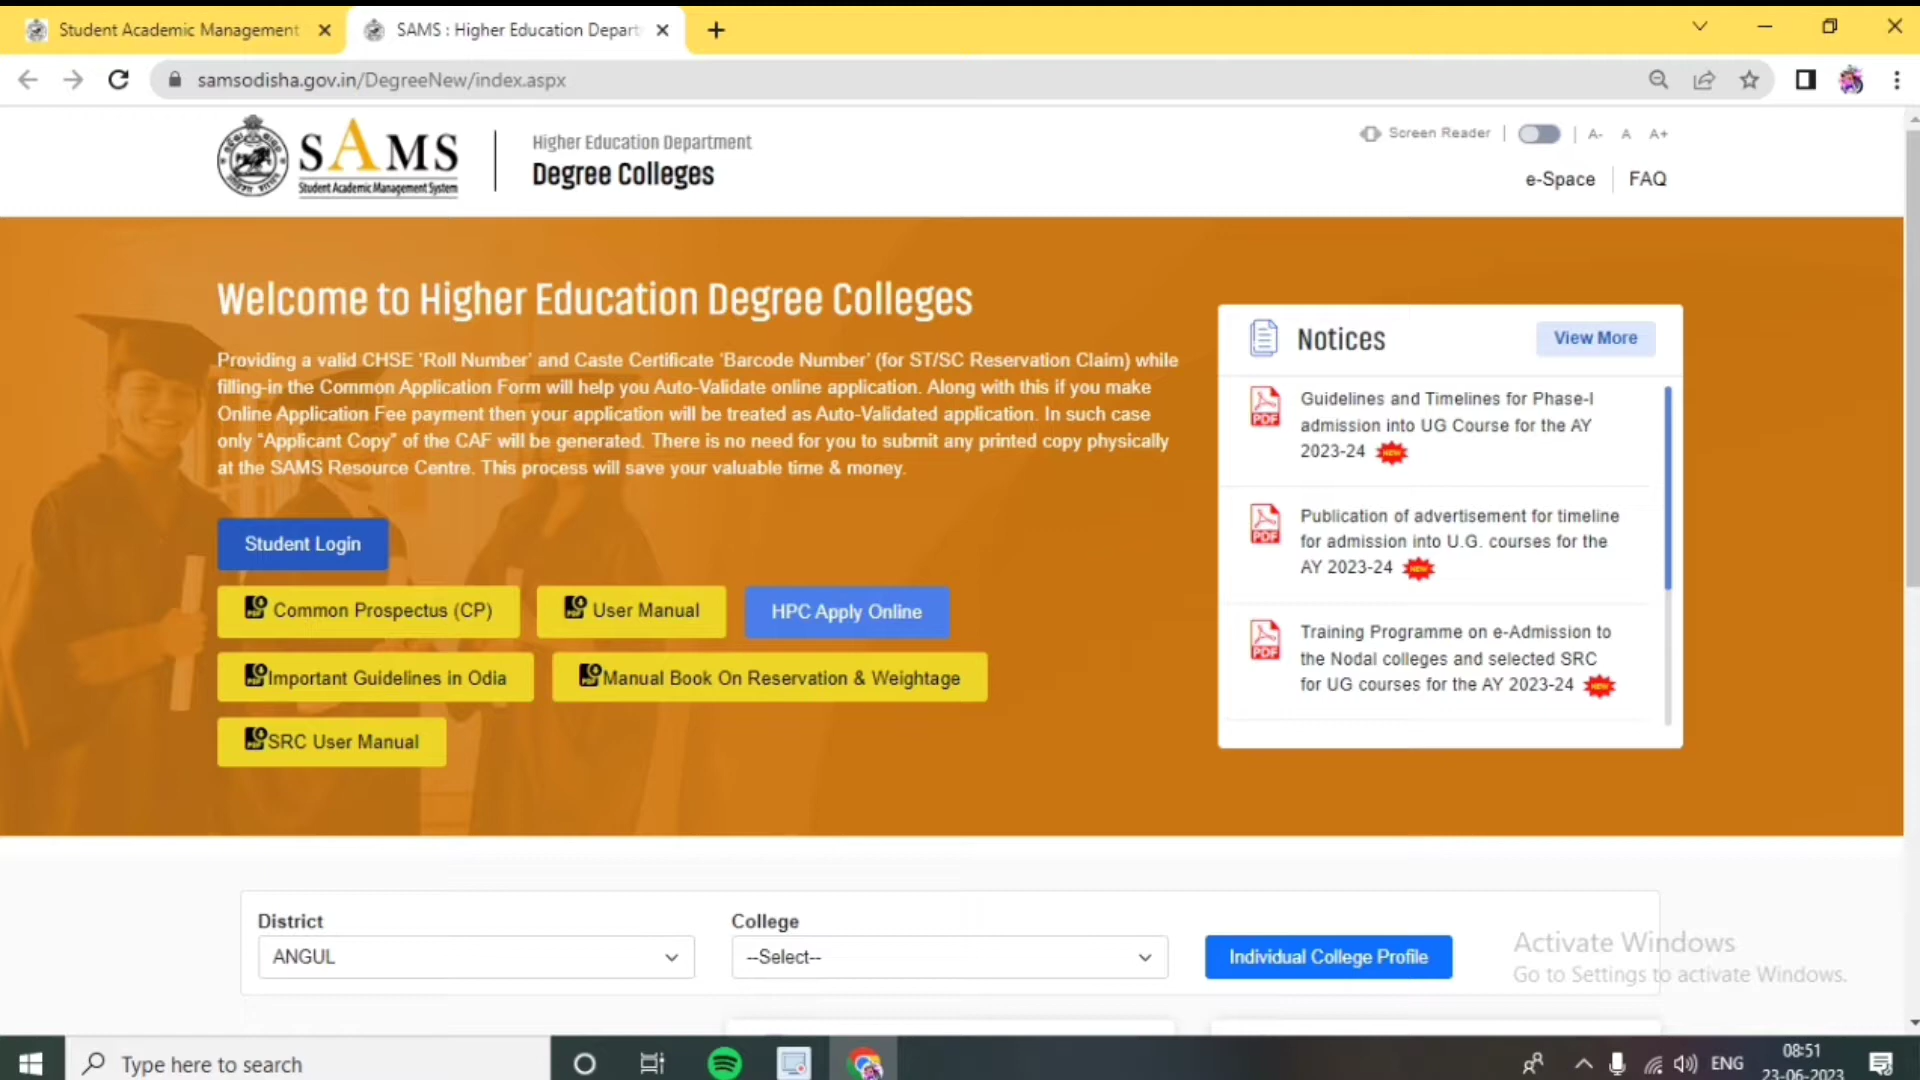 Student Academic Management
SAMS : Higher Education Depart
samsodisha.gov.in/DegreeNew/index.aspx
SAMS
Student Academic Management System
Higher Education Department
Degree Colleges
Screen Reader | | A- A A+
e-Space | FAQ
Welcome to Higher Education Degree Colleges
Providing a valid CHSE 'Roll Number' and Caste Certificate 'Barcode Number' (for ST/SC Reservation Claim) while
filling-in the Common Application Form will help you Auto-Validate online application. Along with this if you make
Online Application Fee payment then your application will be treated as Auto-Validated application. In such case
only "Applicant Copy" of the CAF will be generated. There is no need for you to submit any printed copy physically
at the SAMS Resource Centre. This process will save your valuable time & money.
Student Login
Common Prospectus (CP)
User Manual
HPC Apply Online
Important Guidelines in Odia
Manual Book On Reservation & Weightage
SRC User Manual
Notices
View More
PDF
Guidelines and Timelines for Phase-I
admission into UG Course for the AY
2023-24 NEW
PDF
Publication of advertisement for timeline
for admission into U.G. courses for the
AY 2023-24 NEW
PDF
Training Programme on e-Admission to
the Nodal colleges and selected SRC
for UG courses for the AY 2023-24 NEW
District
ANGUL
College
--Select--
Individual College Profile
Activate Windows
Go to Settings to activate Windows.
Type here to search
ENG
08:51
23-06-2023